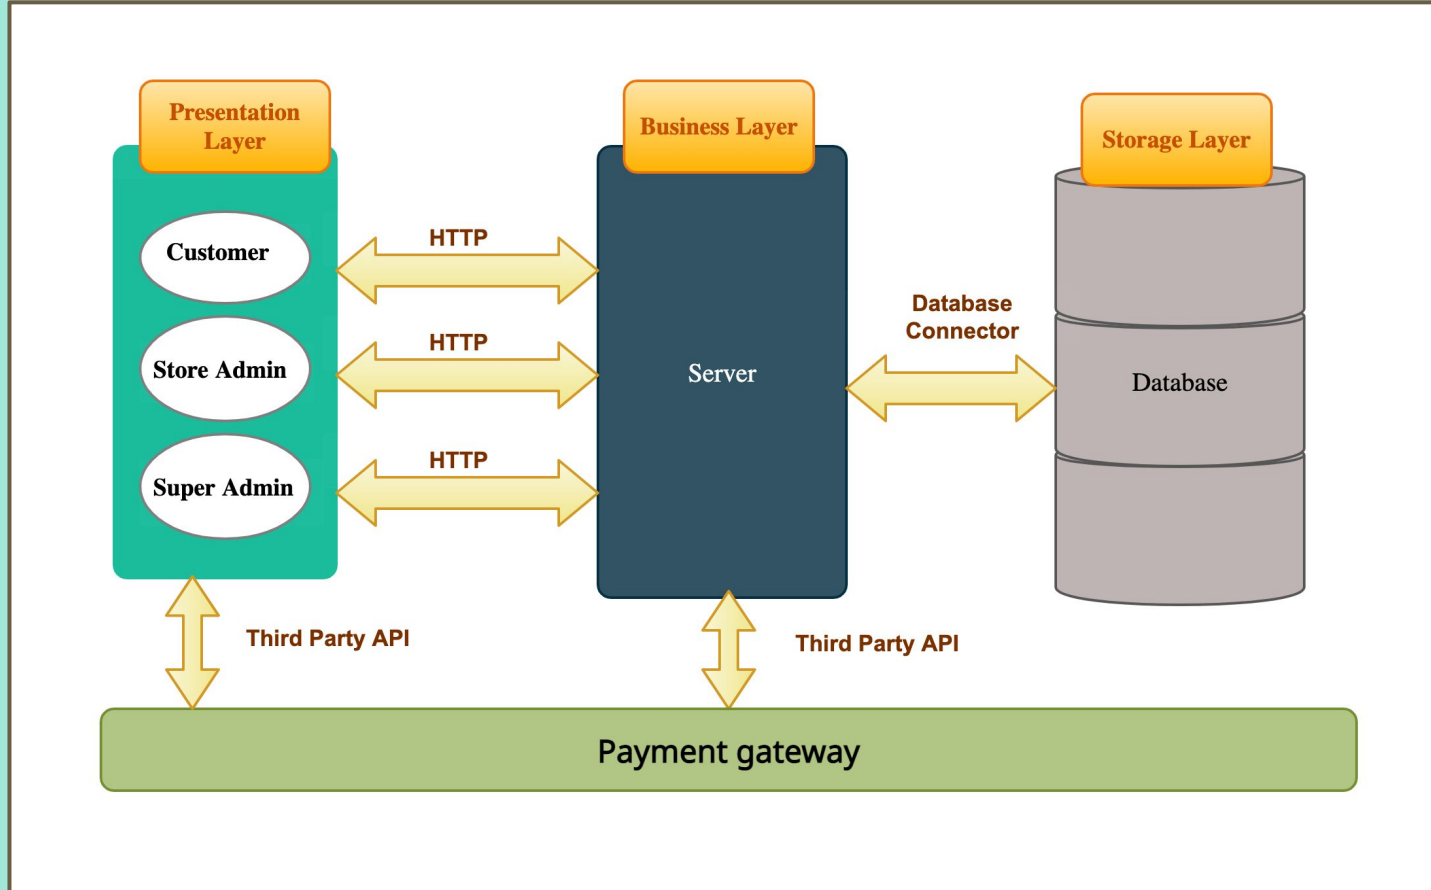 Presentation
Layer
Business Layer
Storage Layer
Customer
HTTP
Store Admin
HTTP
Super Admin
HTTP
Server
Database
Connector
Database
Third Party API
Third Party API
Payment gateway